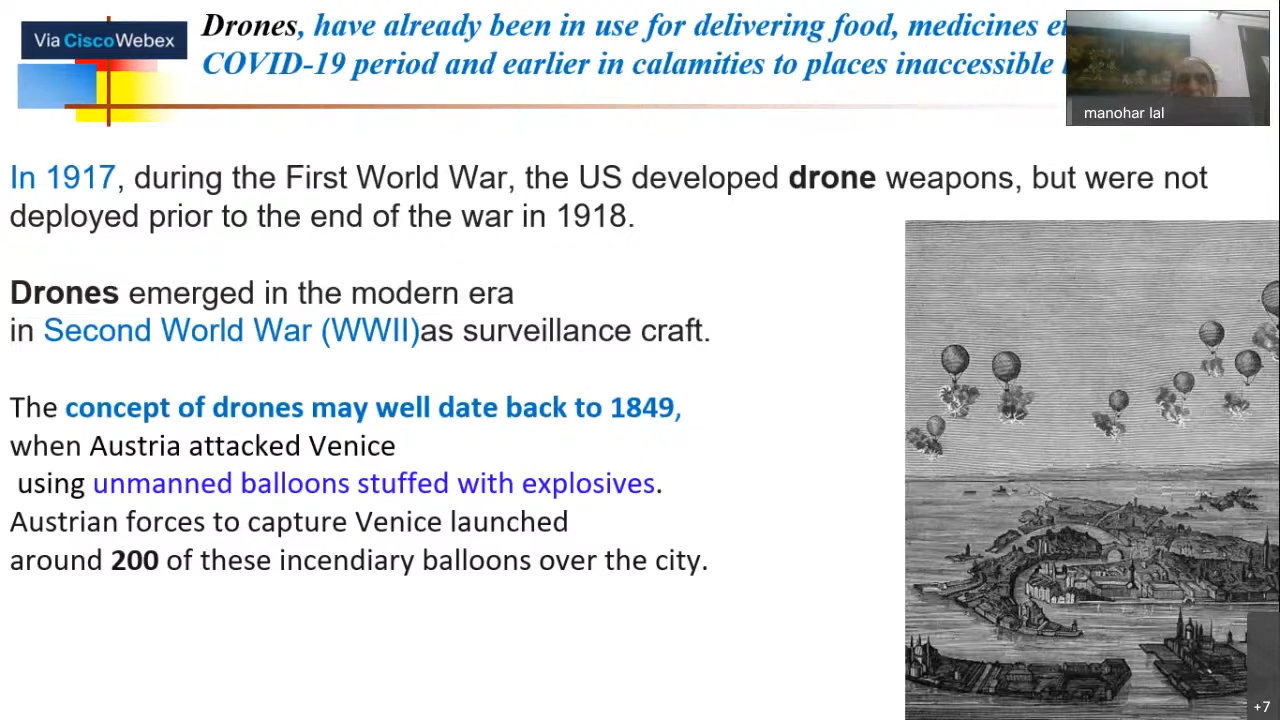 Via Cisco Webex
Drones, have already been in use for delivering food, medicines
COVID-19 period and earlier in calamities to places inaccessible
manohar lal
In 1917, during the First World War, the US developed drone weapons, but were not
deployed prior to the end of the war in 1918.
Drones emerged in the modern era
in Second World War (WWII)as surveillance craft.
The concept of drones may well date back to 1849,
when Austria attacked Venice
using unmanned balloons stuffed with explosives.
Austrian forces to capture Venice launched
around 200 of these incendiary balloons over the city.
+7